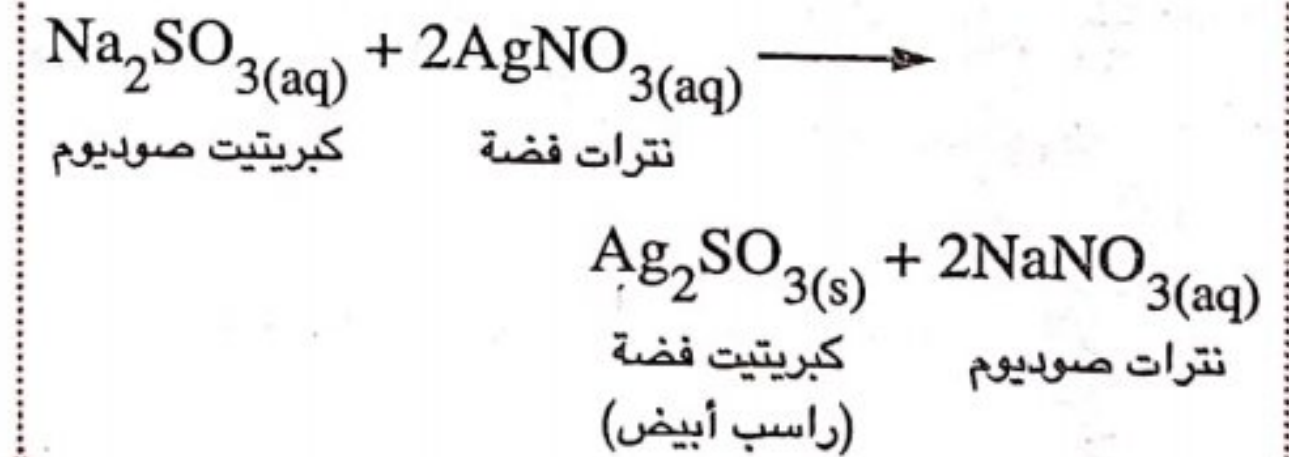 Na₂SO₃(aq) + 2AgNO₃(aq) ⟶
كبريتيت صوديوم نترات فضة
Ag₂SO₃(s) + 2NaNO₃(aq)
كبريتيت فضة نترات صوديوم
(راسب أبيض)